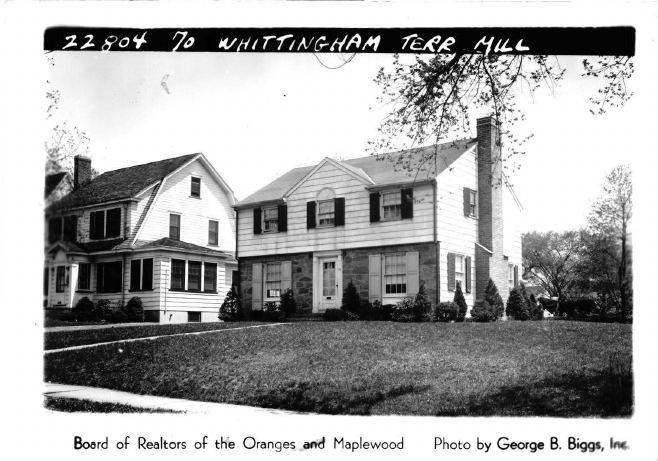 22804 70 WHITTINGHAM TERR MILL
Board of Realtors of the Oranges and Maplewood Photo by George B. Biggs, Inc.